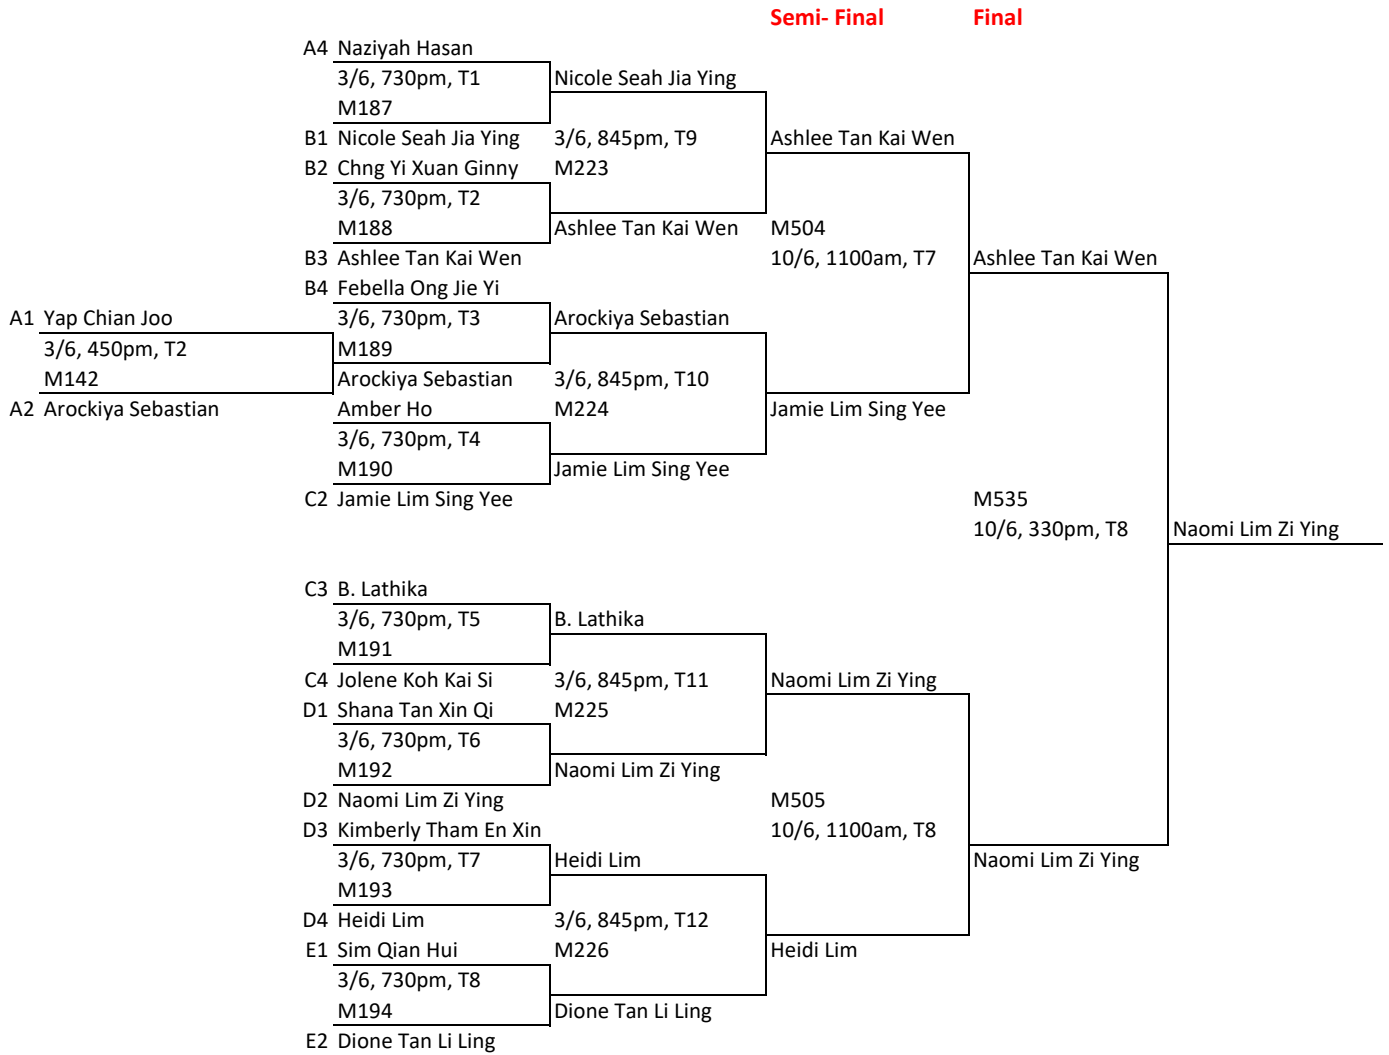 Semi- Final Final
A4 Naziyah Hasan
3/6, 730pm, T1 Nicole Seah Jia Ying
M187
B1 Nicole Seah Jia Ying 3/6, 845pm, T9 Ashlee Tan Kai Wen
B2 Chng Yi Xuan Ginny M223
3/6, 730pm, T2
M188 Ashlee Tan Kai Wen M504
B3 Ashlee Tan Kai Wen 10/6, 1100am, T7 Ashlee Tan Kai Wen
B4 Febella Ong Jie Yi
A1 Yap Chian Joo 3/6, 730pm, T3 Arockiya Sebastian
3/6, 450pm, T2 M189
M142 Arockiya Sebastian 3/6, 845pm, T10
A2 Arockiya Sebastian Amber Ho M224 Jamie Lim Sing Yee
3/6, 730pm, T4
M190 Jamie Lim Sing Yee
C2 Jamie Lim Sing Yee M535
10/6, 330pm, T8 Naomi Lim Zi Ying
C3 B. Lathika
3/6, 730pm, T5 B. Lathika
M191
C4 Jolene Koh Kai Si 3/6, 845pm, T11 Naomi Lim Zi Ying
D1 Shana Tan Xin Qi M225
3/6, 730pm, T6
M192 Naomi Lim Zi Ying
D2 Naomi Lim Zi Ying M505
D3 Kimberly Tham En Xin 10/6, 1100am, T8
3/6, 730pm, T7 Heidi Lim Naomi Lim Zi Ying
M193
D4 Heidi Lim 3/6, 845pm, T12
E1 Sim Qian Hui M226 Heidi Lim
3/6, 730pm, T8
M194 Dione Tan Li Ling
E2 Dione Tan Li Ling